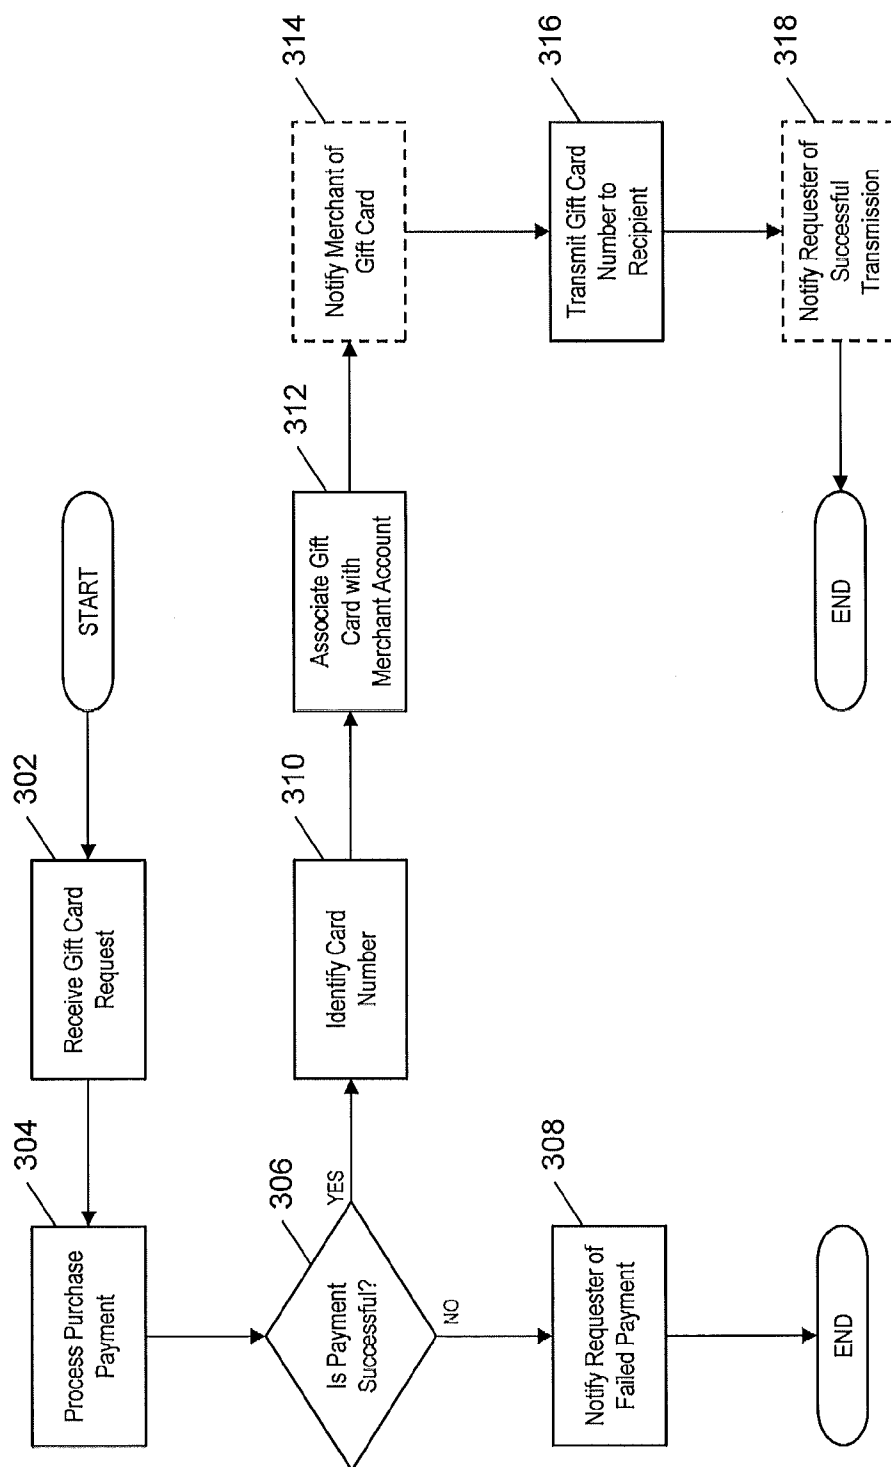 START
302
Receive Gift Card
Request
304
Process Purchase
Payment
306
Is Payment
Successful?
YES
NO
308
Notify Requester of
Failed Payment
END
310
Identify Card
Number
312
Associate Gift
Card with
Merchant Account
314
Notify Merchant of
Gift Card
316
Transmit Gift Card
Number to
Recipient
318
Notify Requester of
Successful
Transmission
END